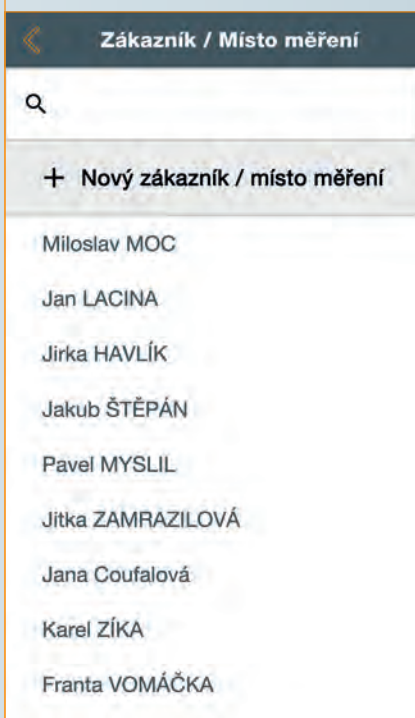 Zákazník / Místo měření
+ Nový zákazník / místo měření
Miloslav MOC
Jan LACINA
Jirka HAVLÍK
Jakub ŠTĚPÁN
Pavel MYSLIL
Jitka ZAMRAZILOVÁ
Jana Coufalová
Karel ZÍKA
Franta VOMÁČKA